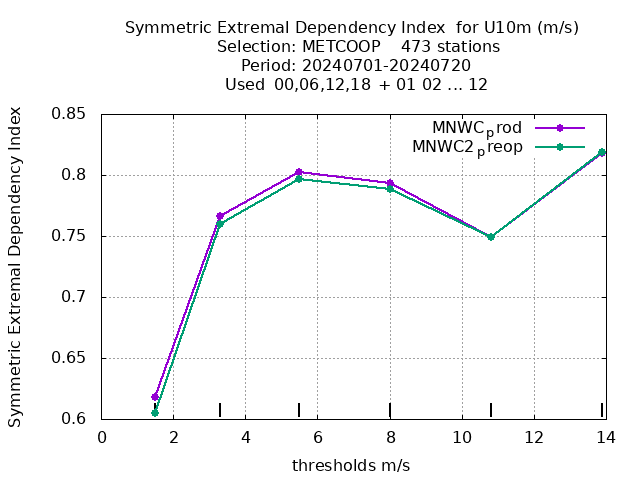 Symmetric Extremal Dependency Index for U10m (m/s)
Selection: METCOOP 473 stations
Period: 20240701-20240720
Used 00,06,12,18 + 01 02 ... 12
MNWCprod
MNWC2preop
Symmetric Extremal Dependency Index
0.85
0.8
0.75
0.7
0.65
0.6
0 2 4 6 8 10 12 14
thresholds m/s